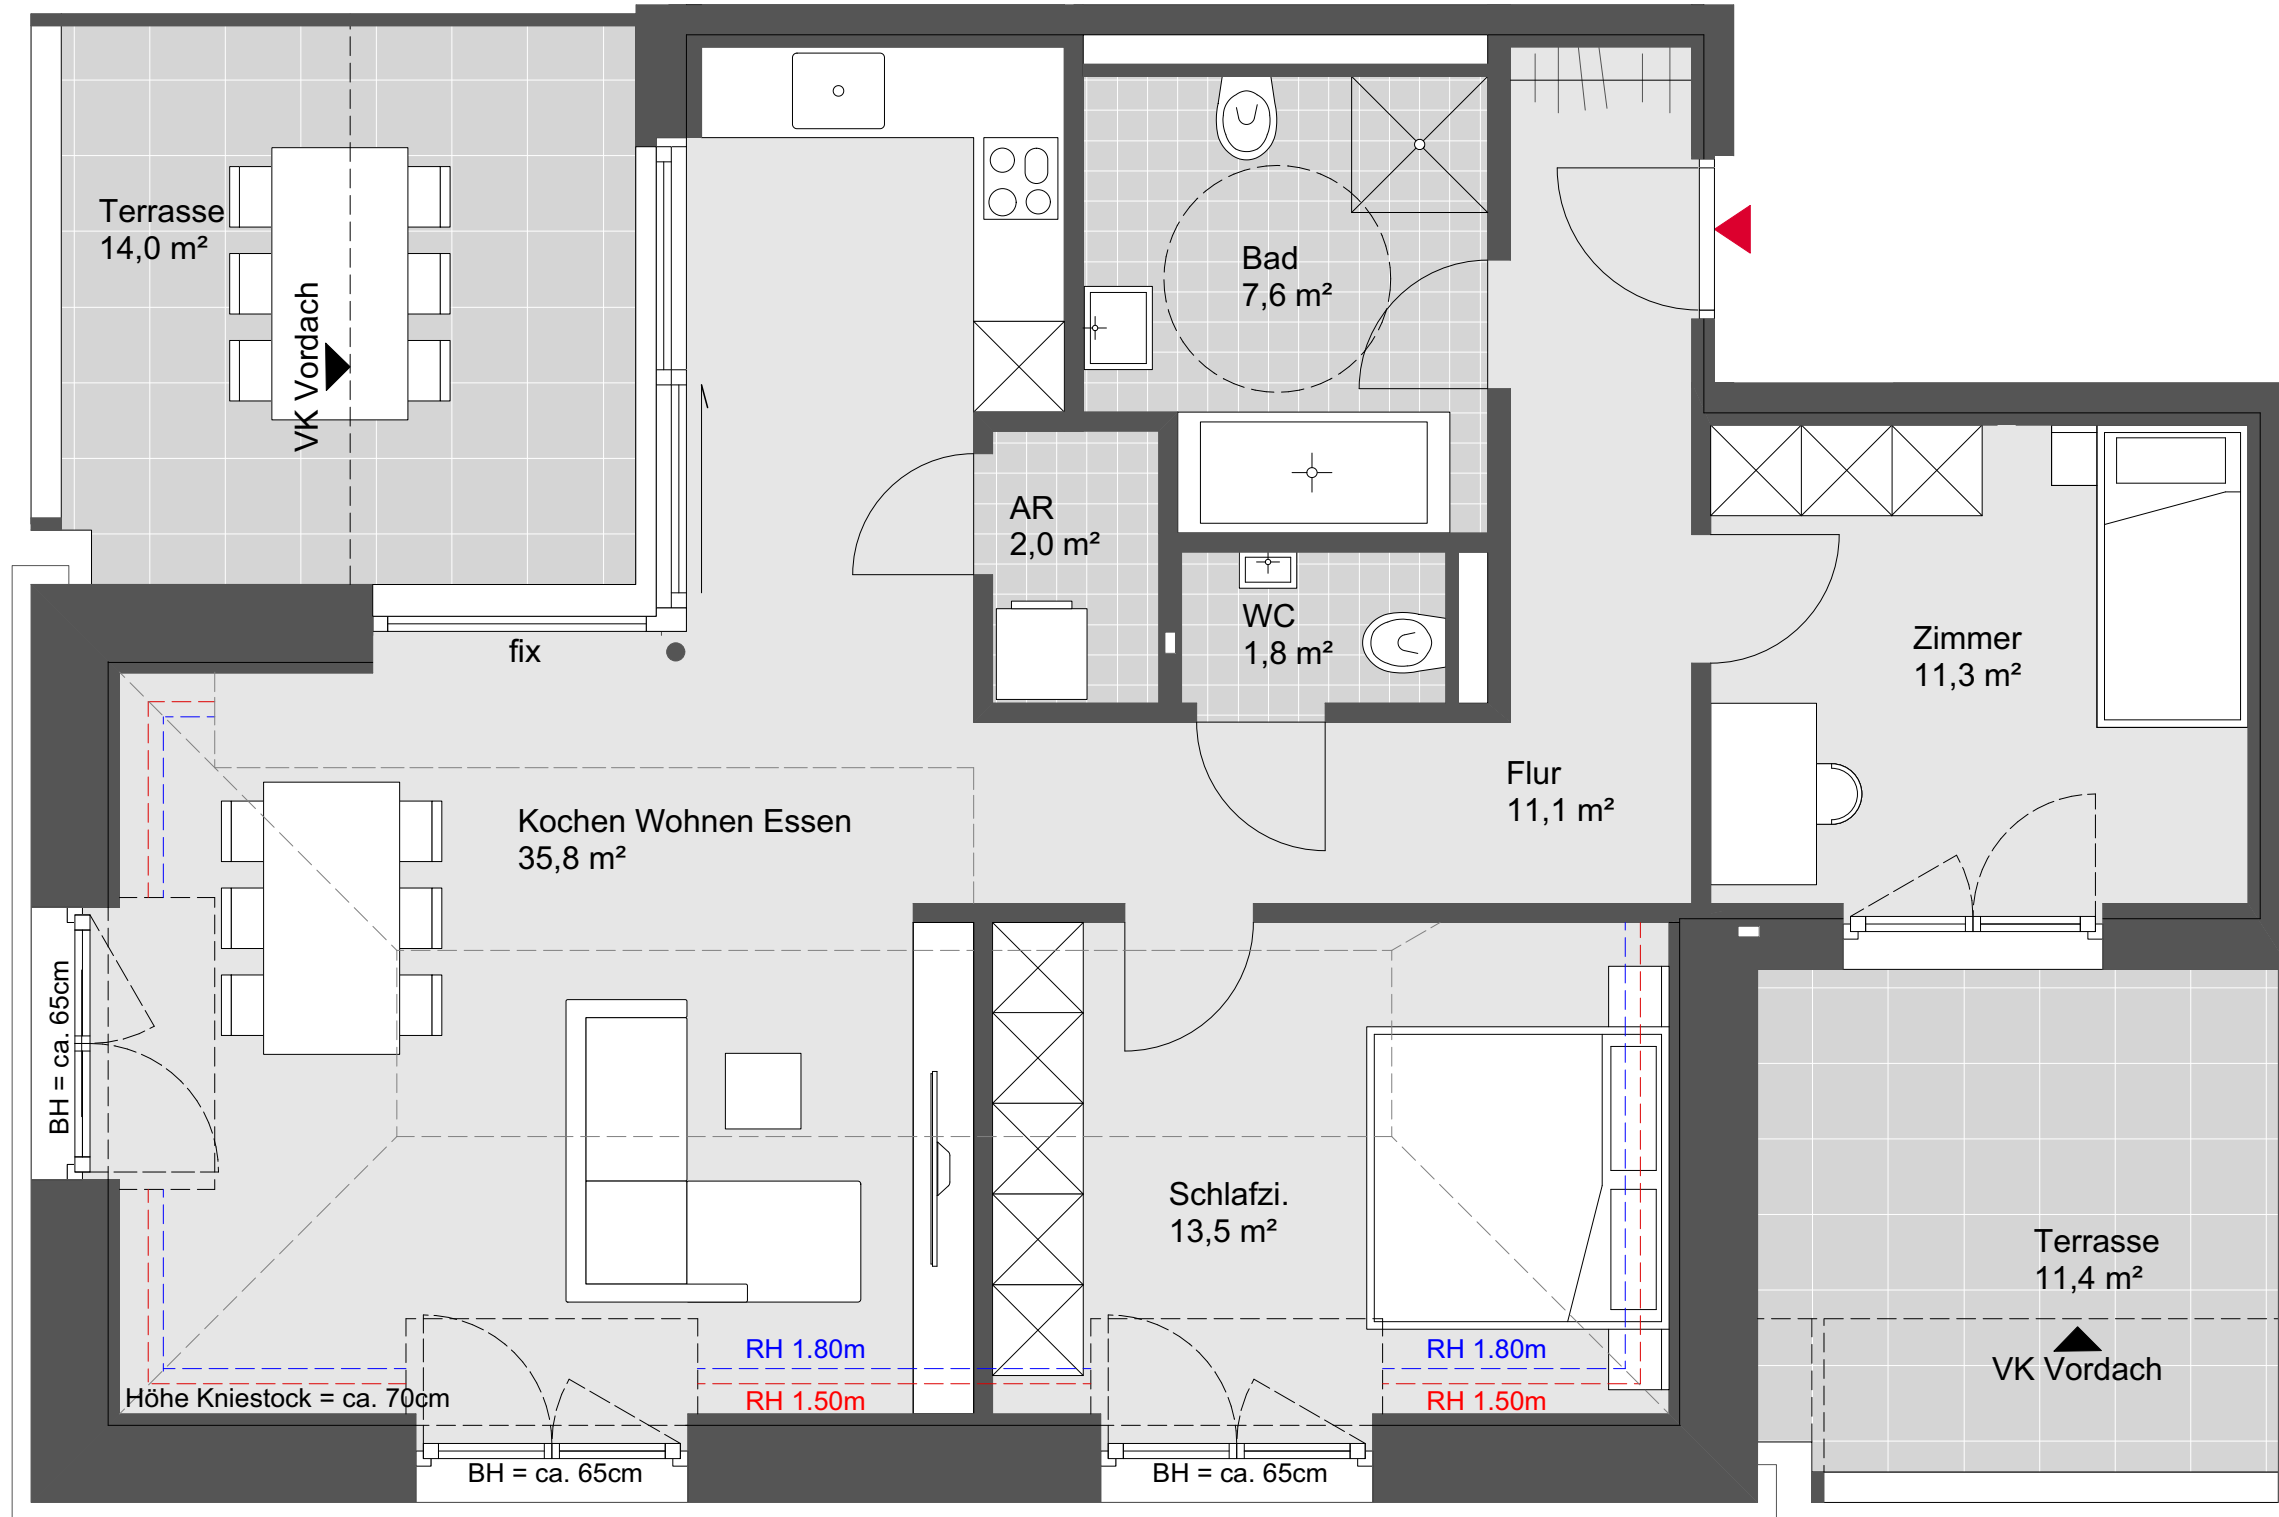 Terrasse
14,0 m²
VK Vordach
Bad
7,6 m²
AR
2,0 m²
WC
1,8 m²
Zimmer
11,3 m²
fix
Flur
11,1 m²
Kochen Wohnen Essen
35,8 m²
BH = ca. 65cm
Schlafzi.
13,5 m²
Terrasse
11,4 m²
VK Vordach
RH 1.80m
RH 1.50m
RH 1.80m
RH 1.50m
Höhe Kniestock = ca. 70cm
BH = ca. 65cm
BH = ca. 65cm